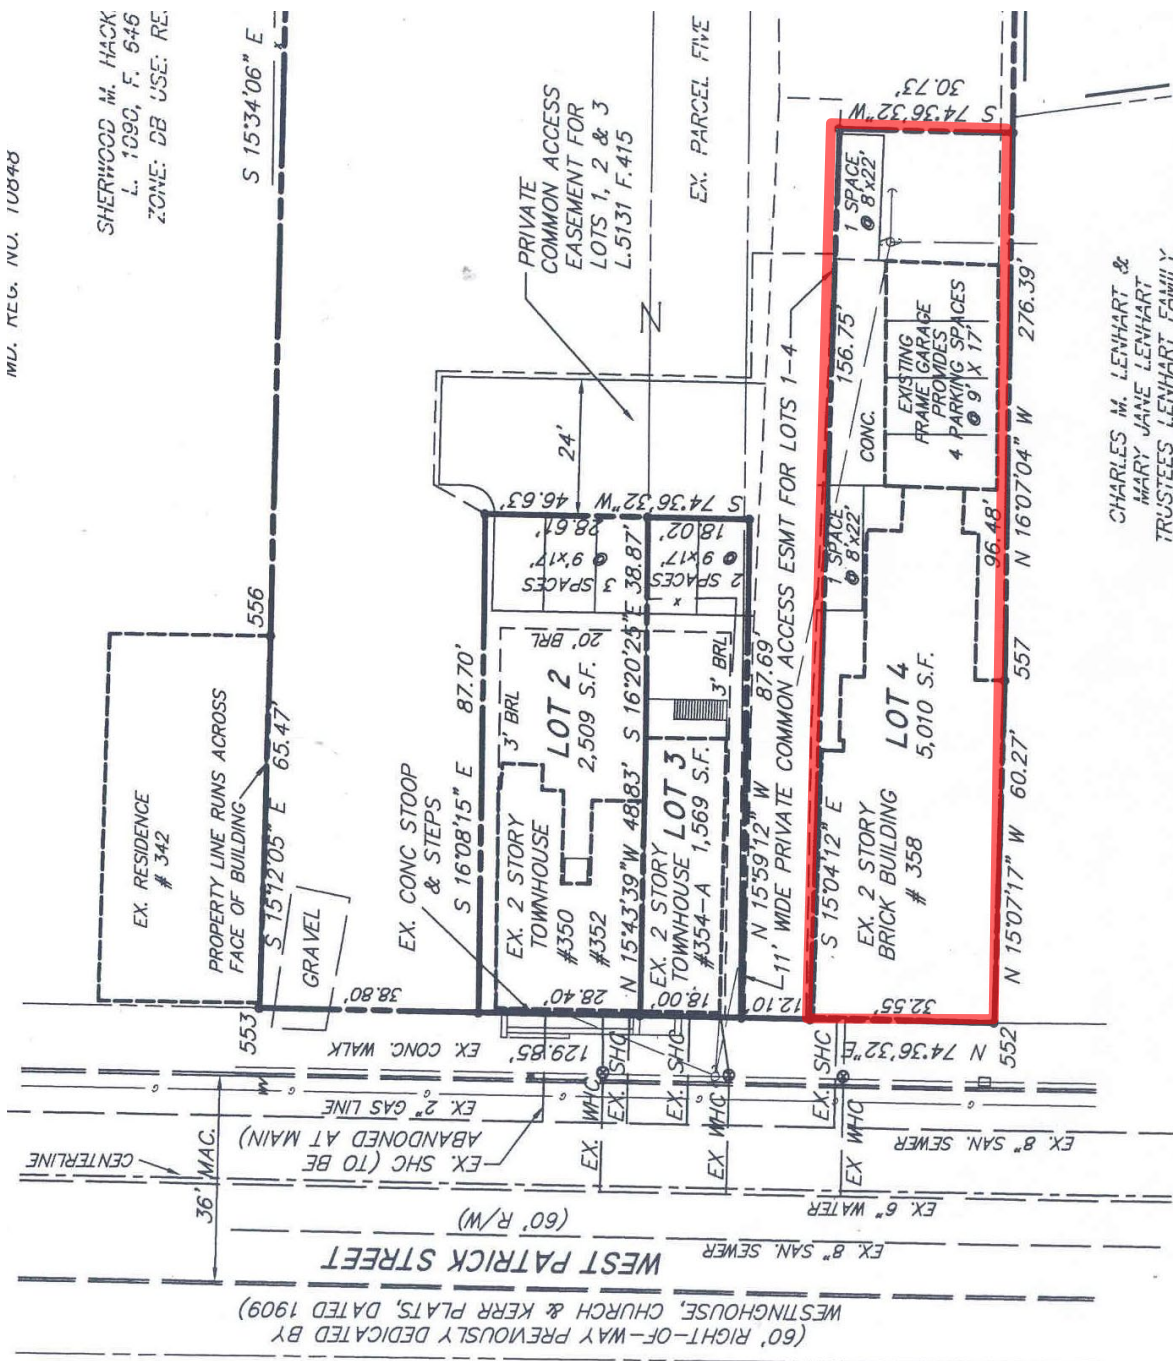 MD. REG. NO. 10848
SHERWOOD M. HACK
L. 1090, F. 646
ZONE: DB USE: RE
S 15°34'06" E
PRIVATE
COMMON ACCESS
EASEMENT FOR
LOTS 1, 2 & 3
L.5131 F.415
EX. PARCEL FIVE
S 74°36'32" W
30.73'
1 SPACE
@ 8'x22'
156.75'
CONC.
EXISTING
FRAME GARAGE
PROVIDES
4 PARKING SPACES
@ 9' X 17'
276.39'
N 16°07'04" W
96.48'
CHARLES M. LENHART &
MARY JANE LENHART
TRUSTEES LENHART FAMILY
24'
S 74°36'32" W
46.63'
28.61'
18.02'
3 SPACES
9'x17'
@
2 SPACES
9'x17'
@
x
1 SPACE
@ 8'x22'
556
557
EX. RESIDENCE
# 342
PROPERTY LINE RUNS ACROSS
FACE OF BUILDING
S 15°12'05" E 65.47'
GRAVEL
38.80'
553
EX. CONC STOOP
& STEPS
S 16°08'15" E 87.70'
20' BRL
3' BRL
LOT 2
2,509 S.F.
EX. 2 STORY
TOWNHOUSE
#350
#352
28.40'
N 15°43'39" W 48.83'
S 16°20'25" E 38.87'
3' BRL
EX. 2 STORY
TOWNHOUSE
#354-A
LOT 3
1,569 S.F.
18.00'
N 15°59'12" W
87.69'
11' WIDE PRIVATE COMMON ACCESS ESMT FOR LOTS 1-4
12.10'
S 15°04'12" E
LOT 4
5,010 S.F.
EX. 2 STORY
BRICK BUILDING
# 358
32.55'
N 15°07'17" W 60.27'
552
N 74°36'32" E
129.85'
EX. CONC. WALK
EX. 2" GAS LINE
EX. SHC (TO BE
ABANDONED AT MAIN)
EX. SHC
EX. SHC
EX. SHC
EX WHC
EX WHC
EX WHC
G
G
G
G
W
CENTERLINE
36' MAC.
EX. 8" SAN. SEWER
EX. 6" WATER
EX. 8" SAN. SEWER
(60' R/W)
WEST PATRICK STREET
(60' RIGHT-OF-WAY PREVIOUSLY DEDICATED BY
WESTINGHOUSE, CHURCH & KERR PLATS, DATED 1909)